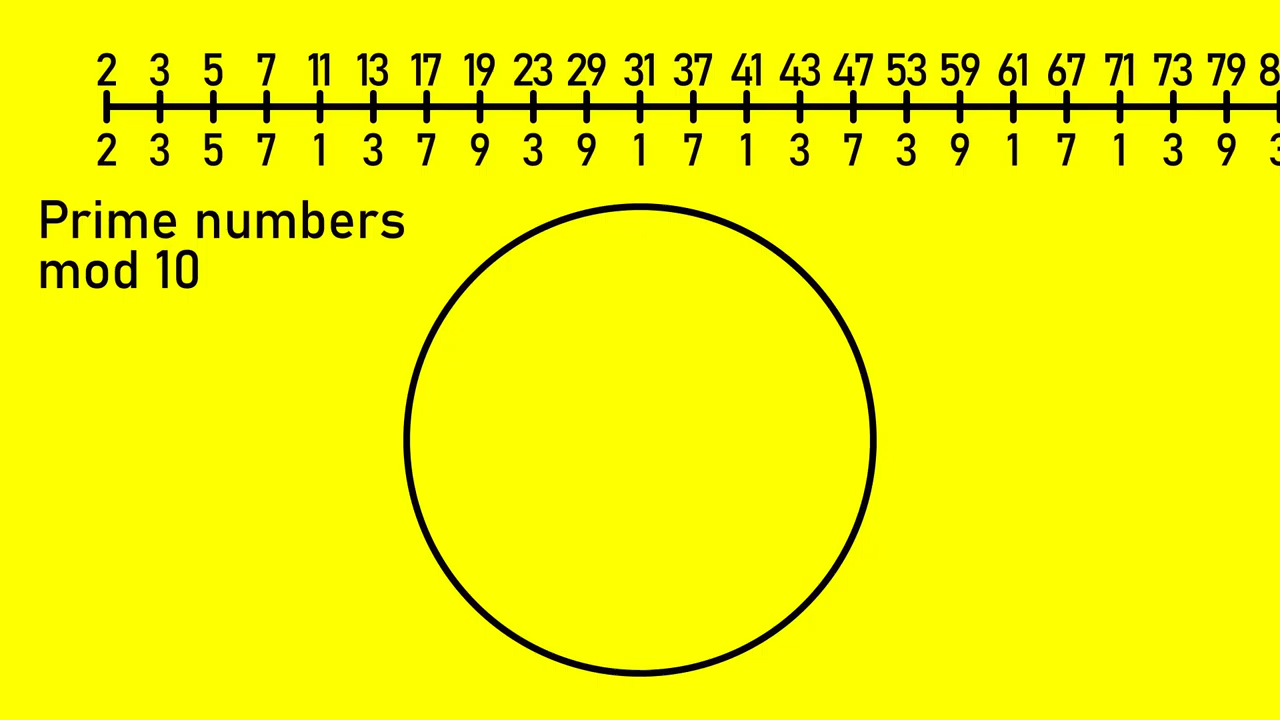 2 3 5 7 11 13 17 19 23 29 31 37 41 43 47 53 59 61 67 71 73 79 8
2 3 5 7 1 3 7 9 3 9 1 7 1 3 7 3 9 1 7 1 3 9 3
Prime numbers
mod 10